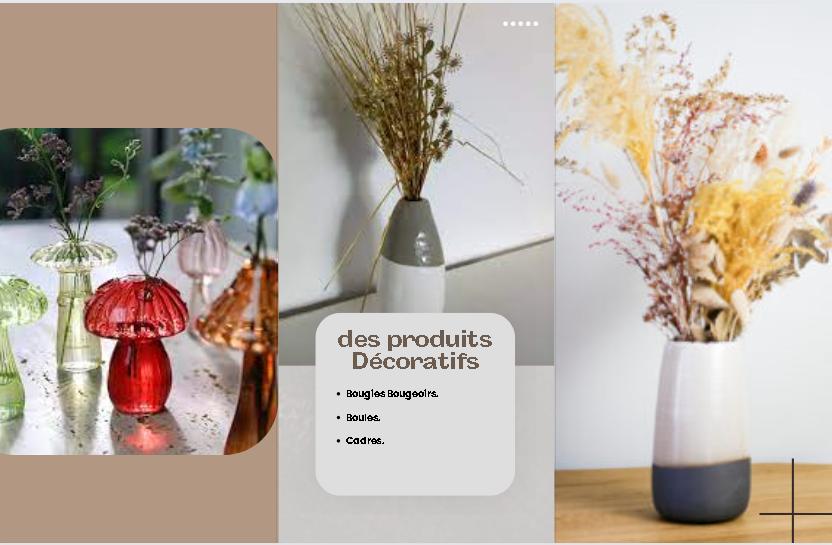 des produits
Décoratifs
• Bougies Bougeoirs.
• Boules.
• Cadres.